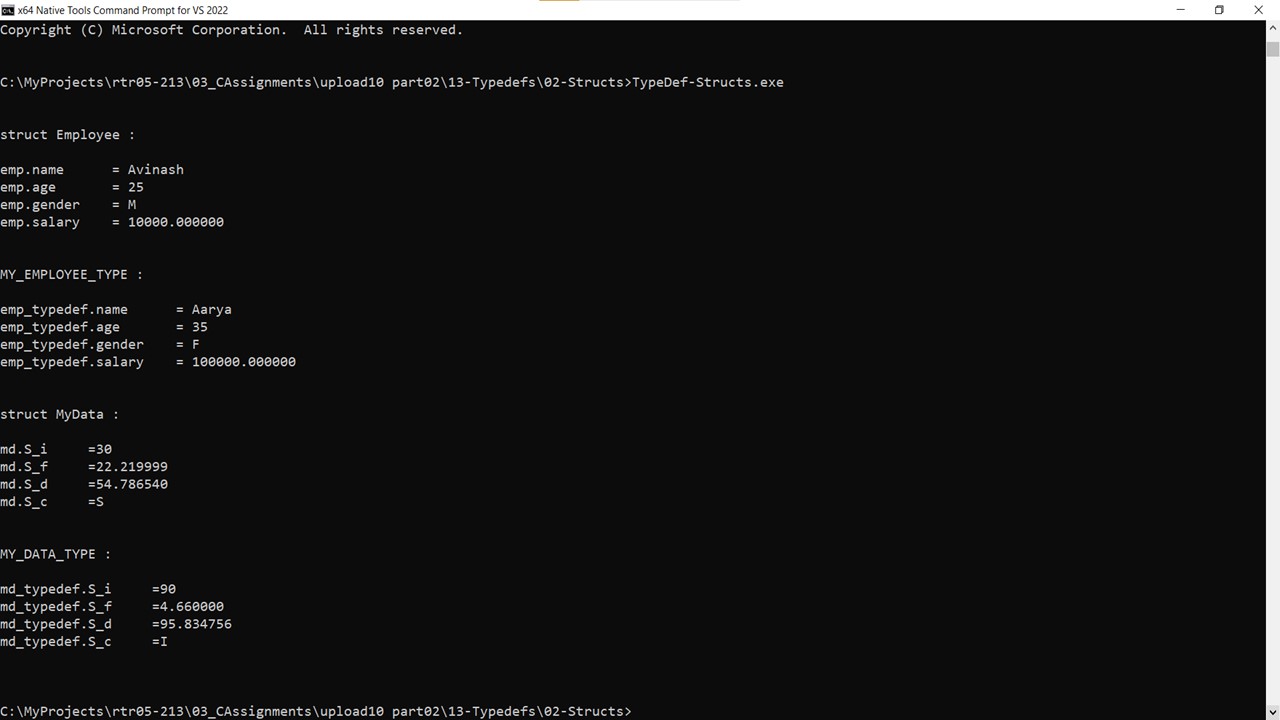 x64 Native Tools Command Prompt for VS 2022
Copyright (C) Microsoft Corporation.  All rights reserved.
C:\MyProjects\rtr05-213\03_CAssignments\upload10 part02\13-Typedefs\02-Structs>TypeDef-Structs.exe
struct Employee :
emp.name      = Avinash
emp.age       = 25
emp.gender    = M
emp.salary    = 10000.000000
MY_EMPLOYEE_TYPE :
emp_typedef.name      = Aarya
emp_typedef.age       = 35
emp_typedef.gender    = F
emp_typedef.salary    = 100000.000000
struct MyData :
md.S_i     =30
md.S_f     =22.219999
md.S_d     =54.786540
md.S_c     =S
MY_DATA_TYPE :
md_typedef.S_i     =90
md_typedef.S_f     =4.660000
md_typedef.S_d     =95.834756
md_typedef.S_c     =I
C:\MyProjects\rtr05-213\03_CAssignments\upload10 part02\13-Typedefs\02-Structs>